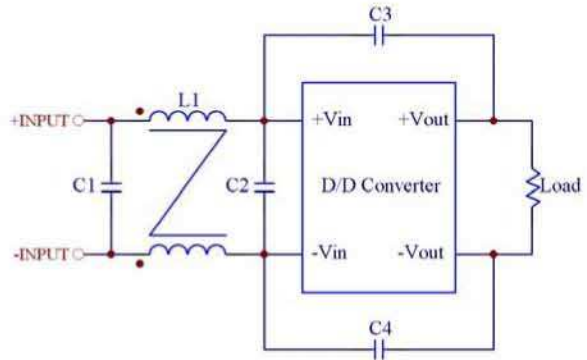 C3
L1
+INPUT
+Vin
+Vout
C1
C2
D/D Converter
Load
-INPUT
-Vin
-Vout
C4